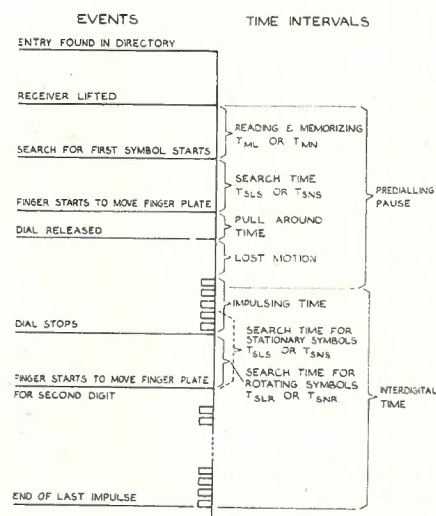 EVENTS
TIME INTERVALS
ENTRY FOUND IN DIRECTORY
RECEIVER LIFTED
READING & MEMORIZING
T_ML OR T_MN
SEARCH FOR FIRST SYMBOL STARTS
SEARCH TIME
T_SLS OR T_SNS
PREDIALLING
PAUSE
FINGER STARTS TO MOVE FINGER PLATE
PULL AROUND
TIME
DIAL RELEASED
LOST MOTION
IMPULSING TIME
DIAL STOPS
SEARCH TIME FOR
STATIONARY SYMBOLS
T_SLS OR T_SNS
FINGER STARTS TO MOVE FINGER PLATE
FOR SECOND DIGIT
SEARCH TIME FOR
ROTATING SYMBOLS
T_SLR OR T_SNR
INTERDIGITAL
TIME
END OF LAST IMPULSE